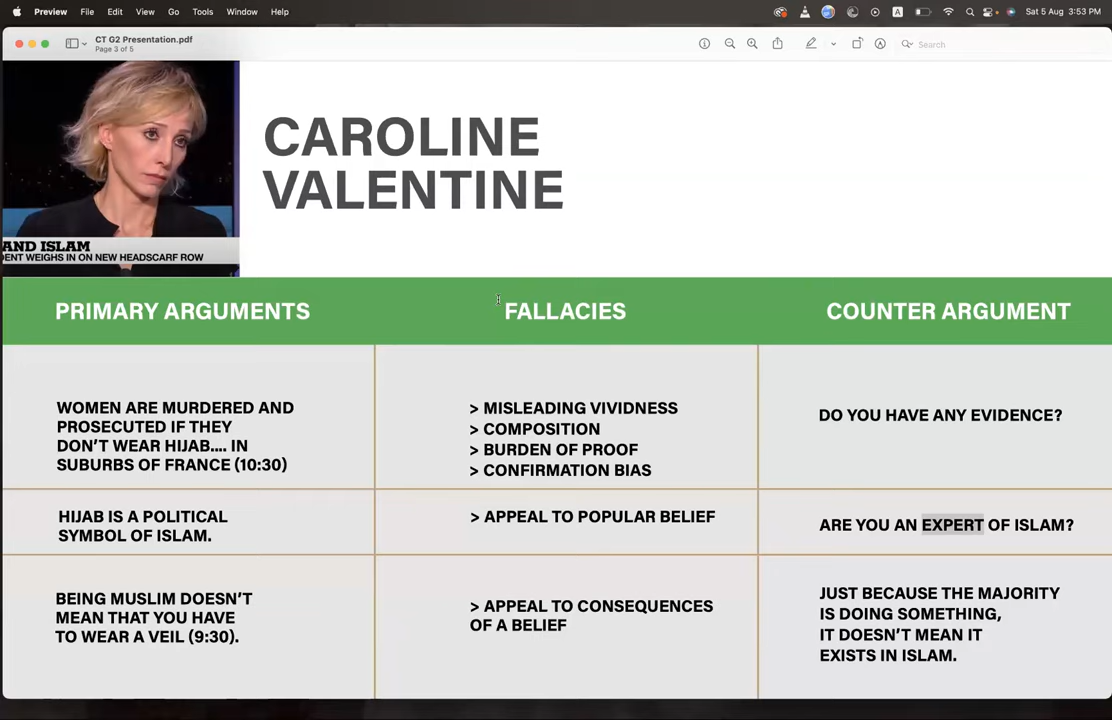 Preview File Edit View Go Tools Window Help
A
Sat 5 Aug 3:53 PM
CT G2 Presentation.pdf
Page 3 of 5
Search
CAROLINE
VALENTINE
AND ISLAM
DENT WEIGHS IN ON NEW HEADSCARF ROW
PRIMARY ARGUMENTS
FALLACIES
COUNTER ARGUMENT
WOMEN ARE MURDERED AND
PROSECUTED IF THEY
DON'T WEAR HIJAB.... IN
SUBURBS OF FRANCE (10:30)
> MISLEADING VIVIDNESS
> COMPOSITION
> BURDEN OF PROOF
> CONFIRMATION BIAS
DO YOU HAVE ANY EVIDENCE?
HIJAB IS A POLITICAL
SYMBOL OF ISLAM.
> APPEAL TO POPULAR BELIEF
ARE YOU AN EXPERT OF ISLAM?
BEING MUSLIM DOESN'T
MEAN THAT YOU HAVE
TO WEAR A VEIL (9:30).
> APPEAL TO CONSEQUENCES
OF A BELIEF
JUST BECAUSE THE MAJORITY
IS DOING SOMETHING,
IT DOESN'T MEAN IT
EXISTS IN ISLAM.